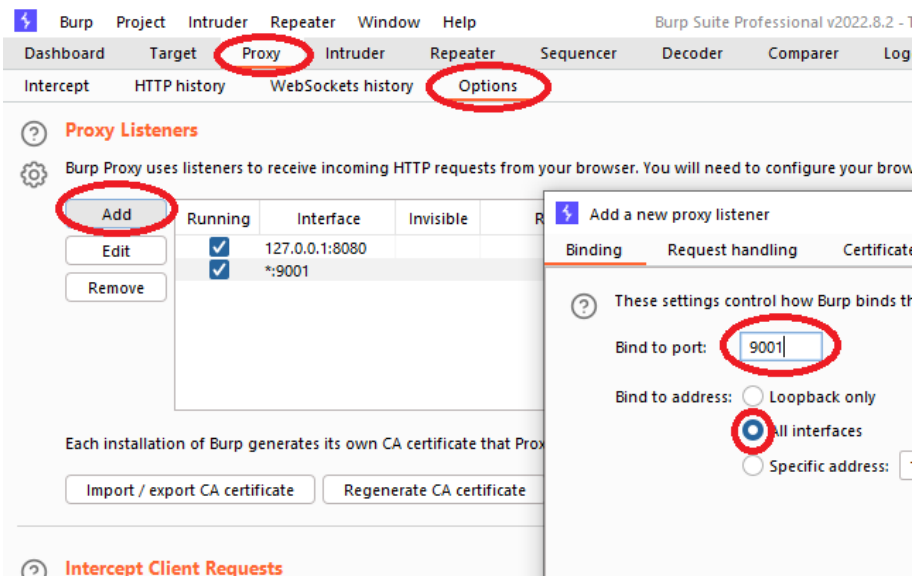 Burp Project Intruder Repeater Window Help Burp Suite Professional v2022.8.2 -
Dashboard Target Proxy Intruder Repeater Sequencer Decoder Comparer Log
Intercept HTTP history WebSockets history Options
Proxy Listeners
Burp Proxy uses listeners to receive incoming HTTP requests from your browser. You will need to configure your brow
Add
Edit
Remove
Running Interface Invisible R
127.0.0.1:8080
*:9001
Each installation of Burp generates its own CA certificate that Prox
Import / export CA certificate Regenerate CA certificate
Intercept Client Requests
Add a new proxy listener
Binding Request handling Certificate
These settings control how Burp binds th
Bind to port: 9001
Bind to address: Loopback only
All interfaces
Specific address: